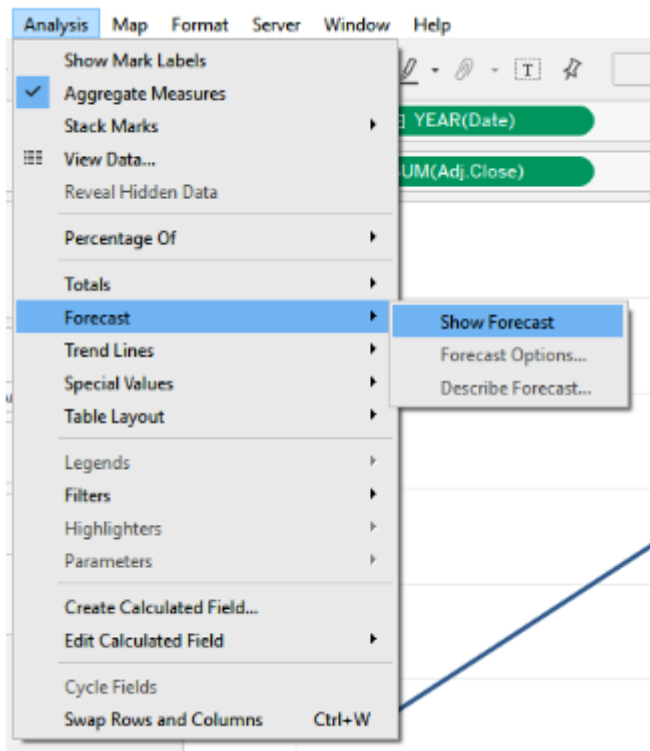 Analysis Map Format Server Window Help
Show Mark Labels
Aggregate Measures
T
Stack Marks
YEAR(Date)
View Data...
UM(Adj.Close)
Reveal Hidden Data
Percentage Of
Totals
Forecast
Show Forecast
Trend Lines
Forecast Options...
Special Values
Describe Forecast...
Table Layout
Legends
Filters
Highlighters
Parameters
Create Calculated Field...
Edit Calculated Field
Cycle Fields
Swap Rows and Columns Ctrl+W